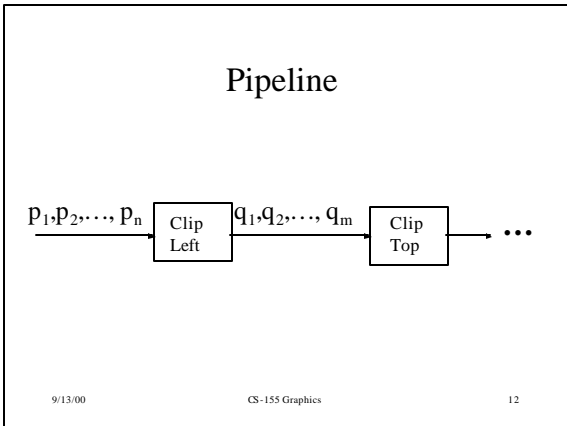 Pipeline
p₁,p₂,…, pₙ
Clip
Left
q₁,q₂,…, qₘ
Clip
Top
…
9/13/00
CS-155 Graphics
12